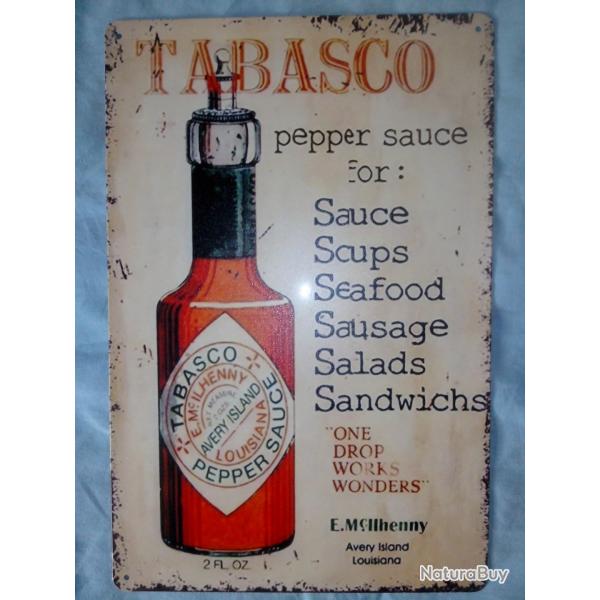 TABASCO
pepper sauce
for:
Sauce
Soups
Seafood
Sausage
Salads
Sandwichs
"ONE
DROP
WORKS
WONDERS"
E.McIlhenny
Avery Island
Louisiana
TABASCO
E. McILHENNY
AVERY ISLAND
LOUISIANA
PEPPER SAUCE
2 FL. OZ.
NaturaBuy